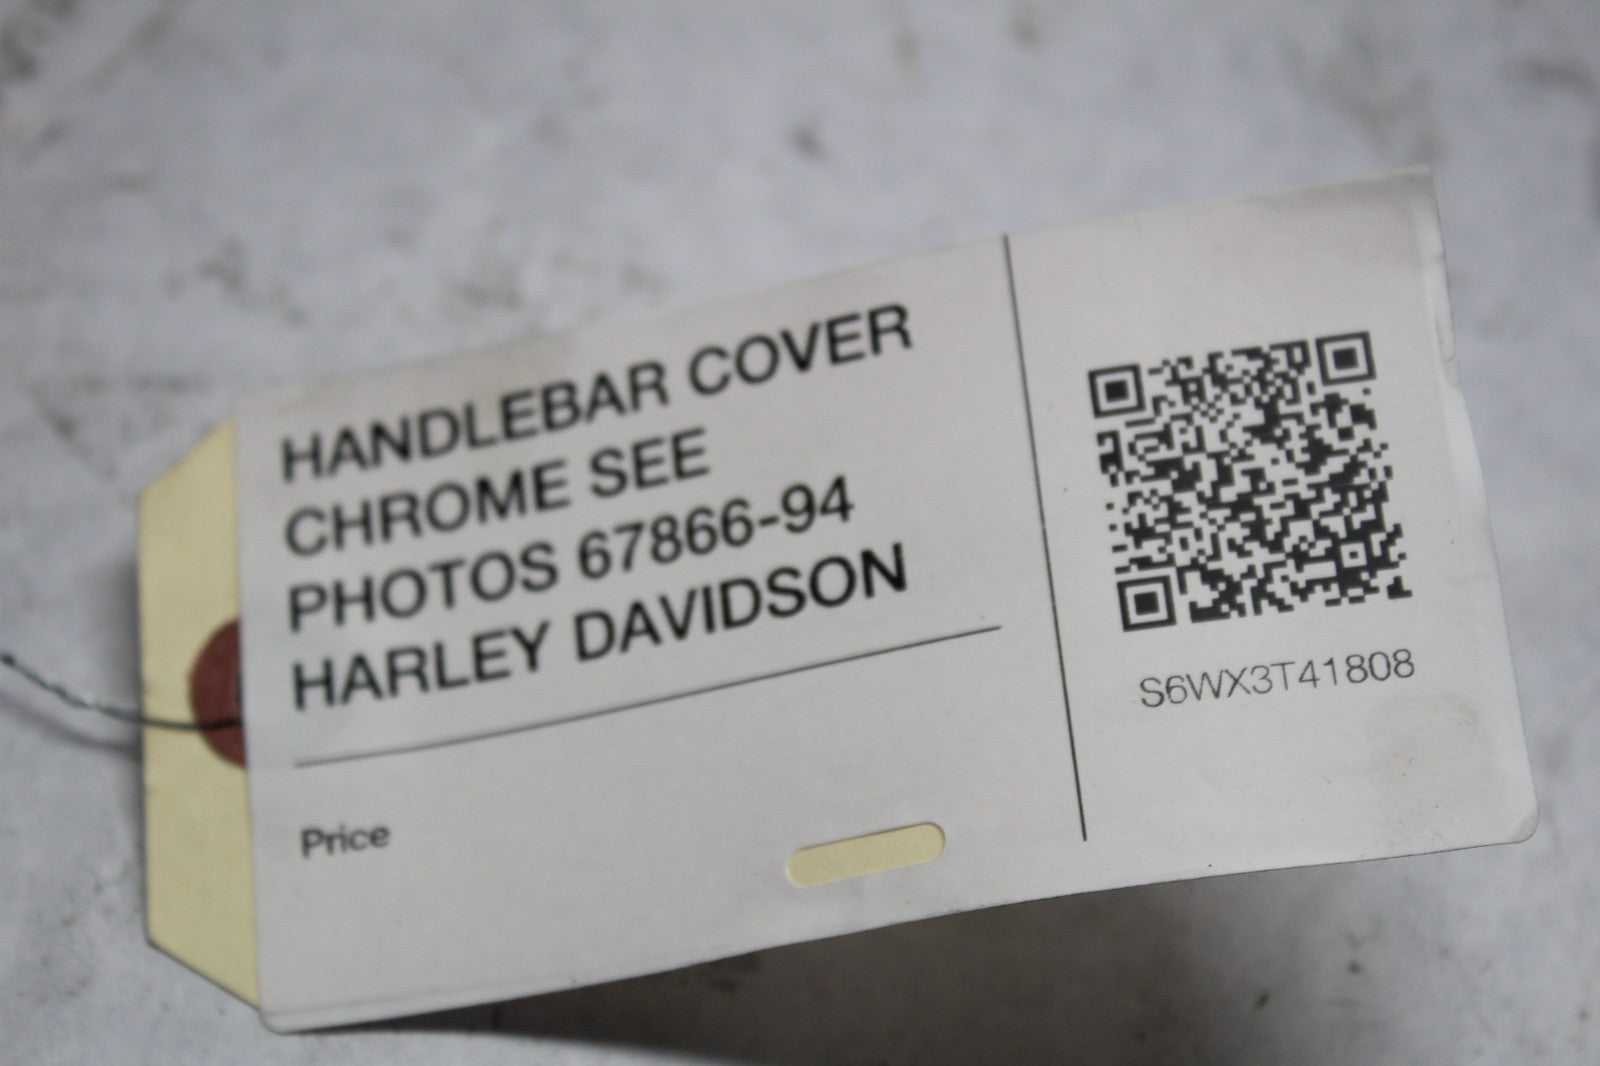 HANDLEBAR COVER
CHROME SEE
PHOTOS 67866-94
HARLEY DAVIDSON
Price
S6WX3T41808